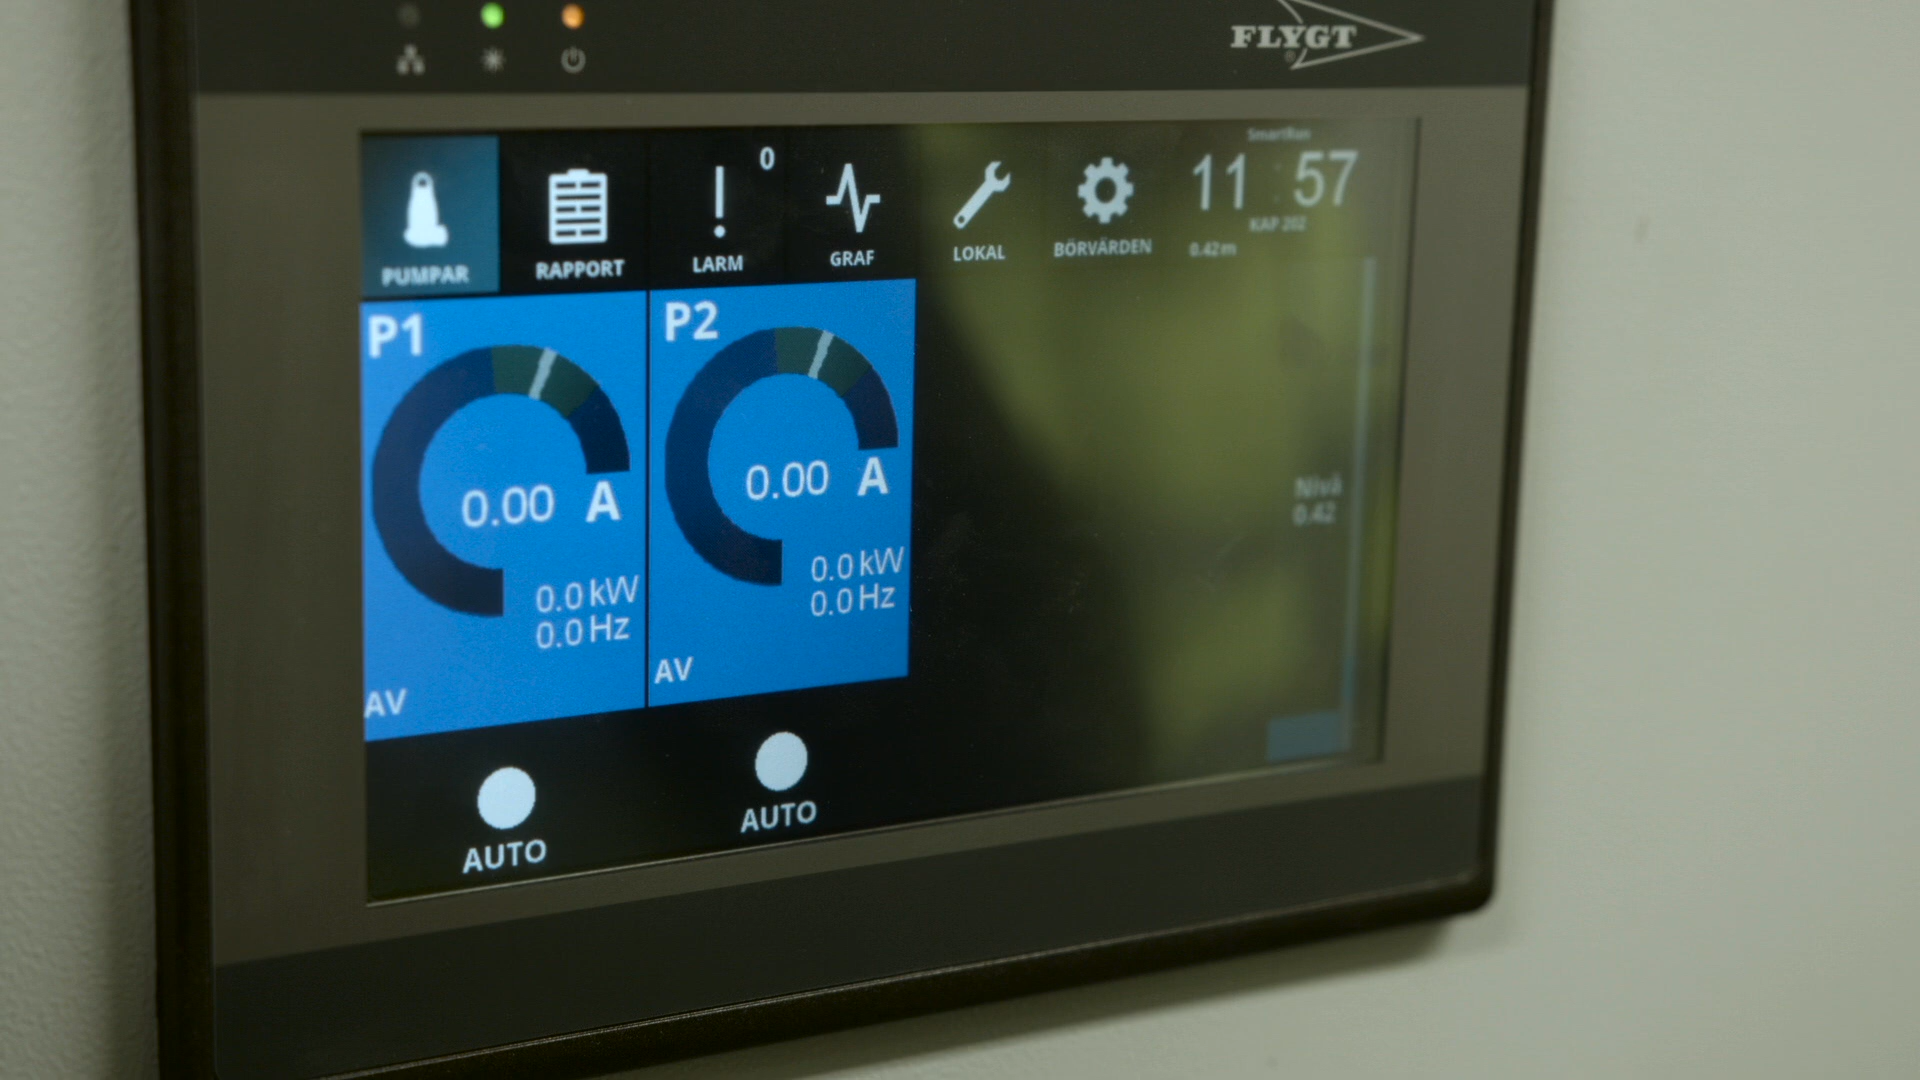 FLYGT
®
SmartRun
0
11 : 57
PUMPAR
RAPPORT
LARM
GRAF
LOKAL
BÖRVÄRDEN
KAP 202
0.42m
P1
0.00 A
0.0 kW
0.0 Hz
AV
P2
0.00 A
0.0 kW
0.0 Hz
AV
Nivå
0.42
AUTO
AUTO